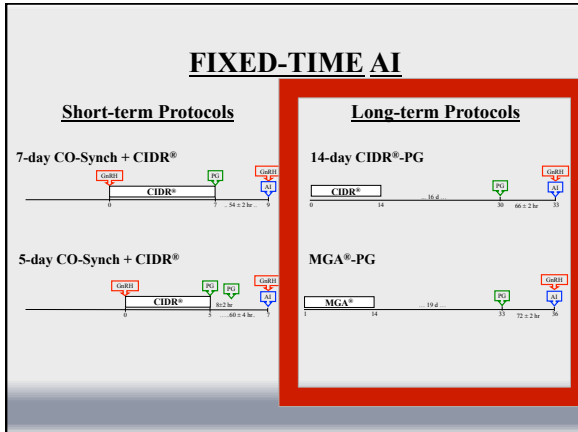 FIXED-TIME AI
Short-term Protocols
7-day CO-Synch + CIDR®
GnRH
PG
GnRH
CIDR®
AI
0
7
.. 54 ± 2 hr ..
9
5-day CO-Synch + CIDR®
GnRH
PG
PG
GnRH
CIDR®
8±2 hr
AI
0
5
.....60 ± 4 hr..
7
Long-term Protocols
14-day CIDR®-PG
GnRH
CIDR®
... 16 d ...
PG
AI
0
14
30
66 ± 2 hr
33
MGA®-PG
GnRH
MGA®
... 19 d ...
PG
AI
1
14
33
72 ± 2 hr
36